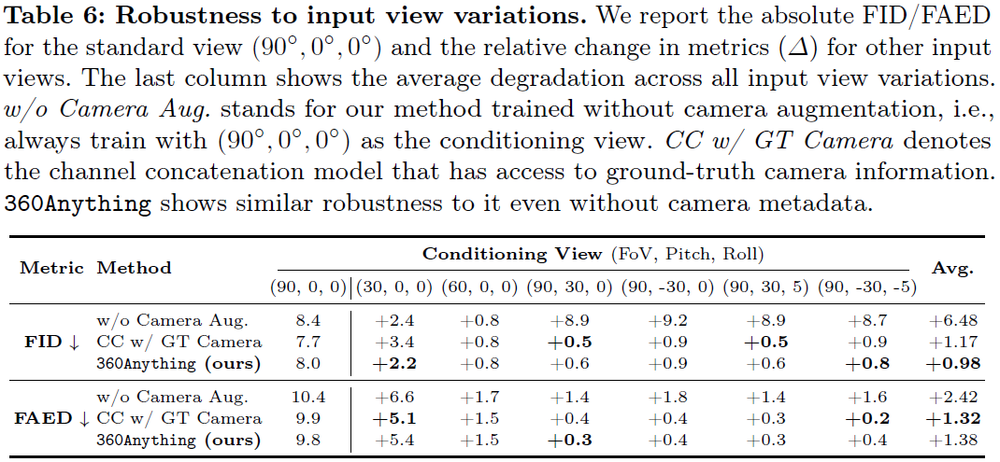 Table 6: Robustness to input view variations. We report the absolute FID/FAED
for the standard view (90°, 0°, 0°) and the relative change in metrics (Δ) for other input
views. The last column shows the average degradation across all input view variations.
w/o Camera Aug. stands for our method trained without camera augmentation, i.e.,
always train with (90°, 0°, 0°) as the conditioning view. CC w/ GT Camera denotes
the channel concatenation model that has access to ground-truth camera information.
360Anything shows similar robustness to it even without camera metadata.
Metric Method Conditioning View (FoV, Pitch, Roll) Avg.
(90, 0, 0) (30, 0, 0) (60, 0, 0) (90, 30, 0) (90, -30, 0) (90, 30, 5) (90, -30, -5)
w/o Camera Aug. 8.4 +2.4 +0.8 +8.9 +9.2 +8.9 +8.7 +6.48
FID ↓ CC w/ GT Camera 7.7 +3.4 +0.8 +0.5 +0.9 +0.5 +0.9 +1.17
360Anything (ours) 8.0 +2.2 +0.8 +0.6 +0.9 +0.6 +0.8 +0.98
w/o Camera Aug. 10.4 +6.6 +1.7 +1.4 +1.8 +1.4 +1.6 +2.42
FAED ↓ CC w/ GT Camera 9.9 +5.1 +1.5 +0.4 +0.4 +0.3 +0.2 +1.32
360Anything (ours) 9.8 +5.4 +1.5 +0.3 +0.4 +0.3 +0.4 +1.38